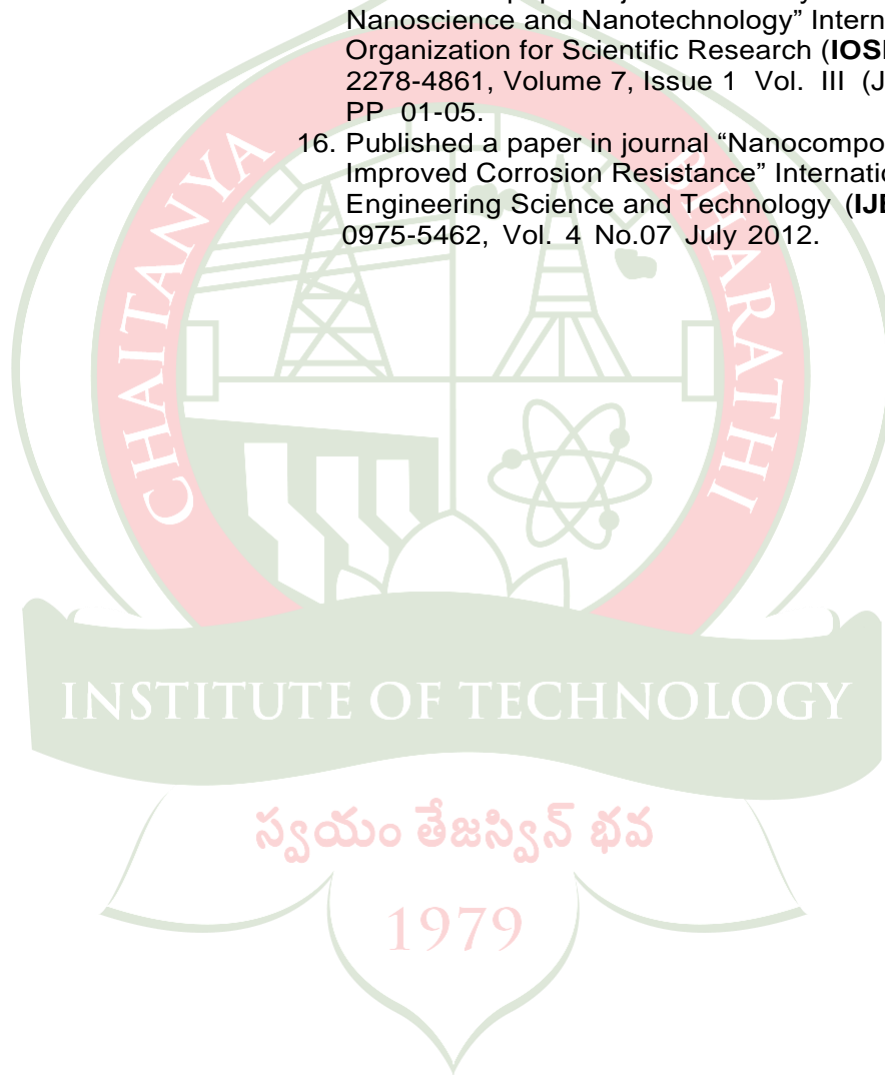 Nanoscience and Nanotechnology” Intern
Organization for Scientific Research (IOS
2278-4861, Volume 7, Issue 1 Vol. III (J
PP 01-05.
16. Published a paper in journal “Nanocompo
Improved Corrosion Resistance” Internatio
Engineering Science and Technology (IJE
0975-5462, Vol. 4 No.07 July 2012.
CHAITANYA BHARATHI
INSTITUTE OF TECHNOLOGY
స్వయం తేజస్విన్ భవ
1979